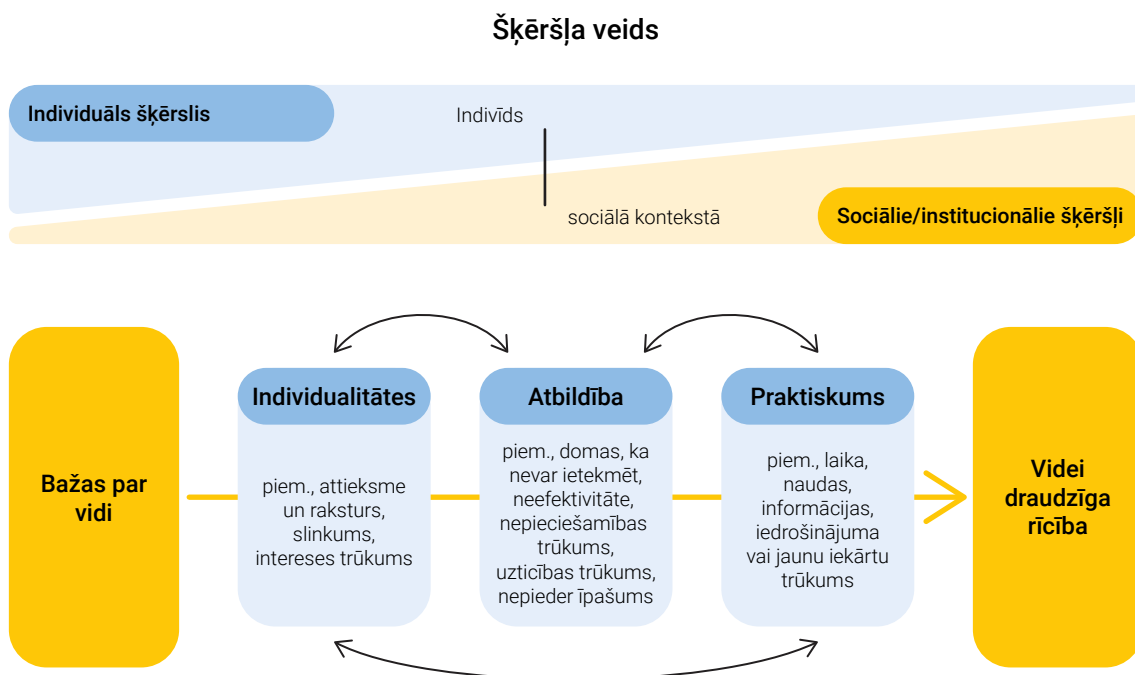 Šķēršļa veids
Individuāls šķērslis
Indivīds
sociālā kontekstā
Sociālie/institucionālie šķēršļi
Bažas par
vidi
Individualitātes
piem., attieksme
un raksturs,
slinkums,
intereses trūkums
Atbildība
piem., domas, ka
nevar ietekmēt,
neefektivitāte,
nepieciešamības
trūkums,
uzticības trūkums,
nepieder īpašums
Praktiskums
piem., laika,
naudas,
informācijas,
iedrošinājuma
vai jaunu iekārtu
trūkums
Videi
draudzīga
rīcība